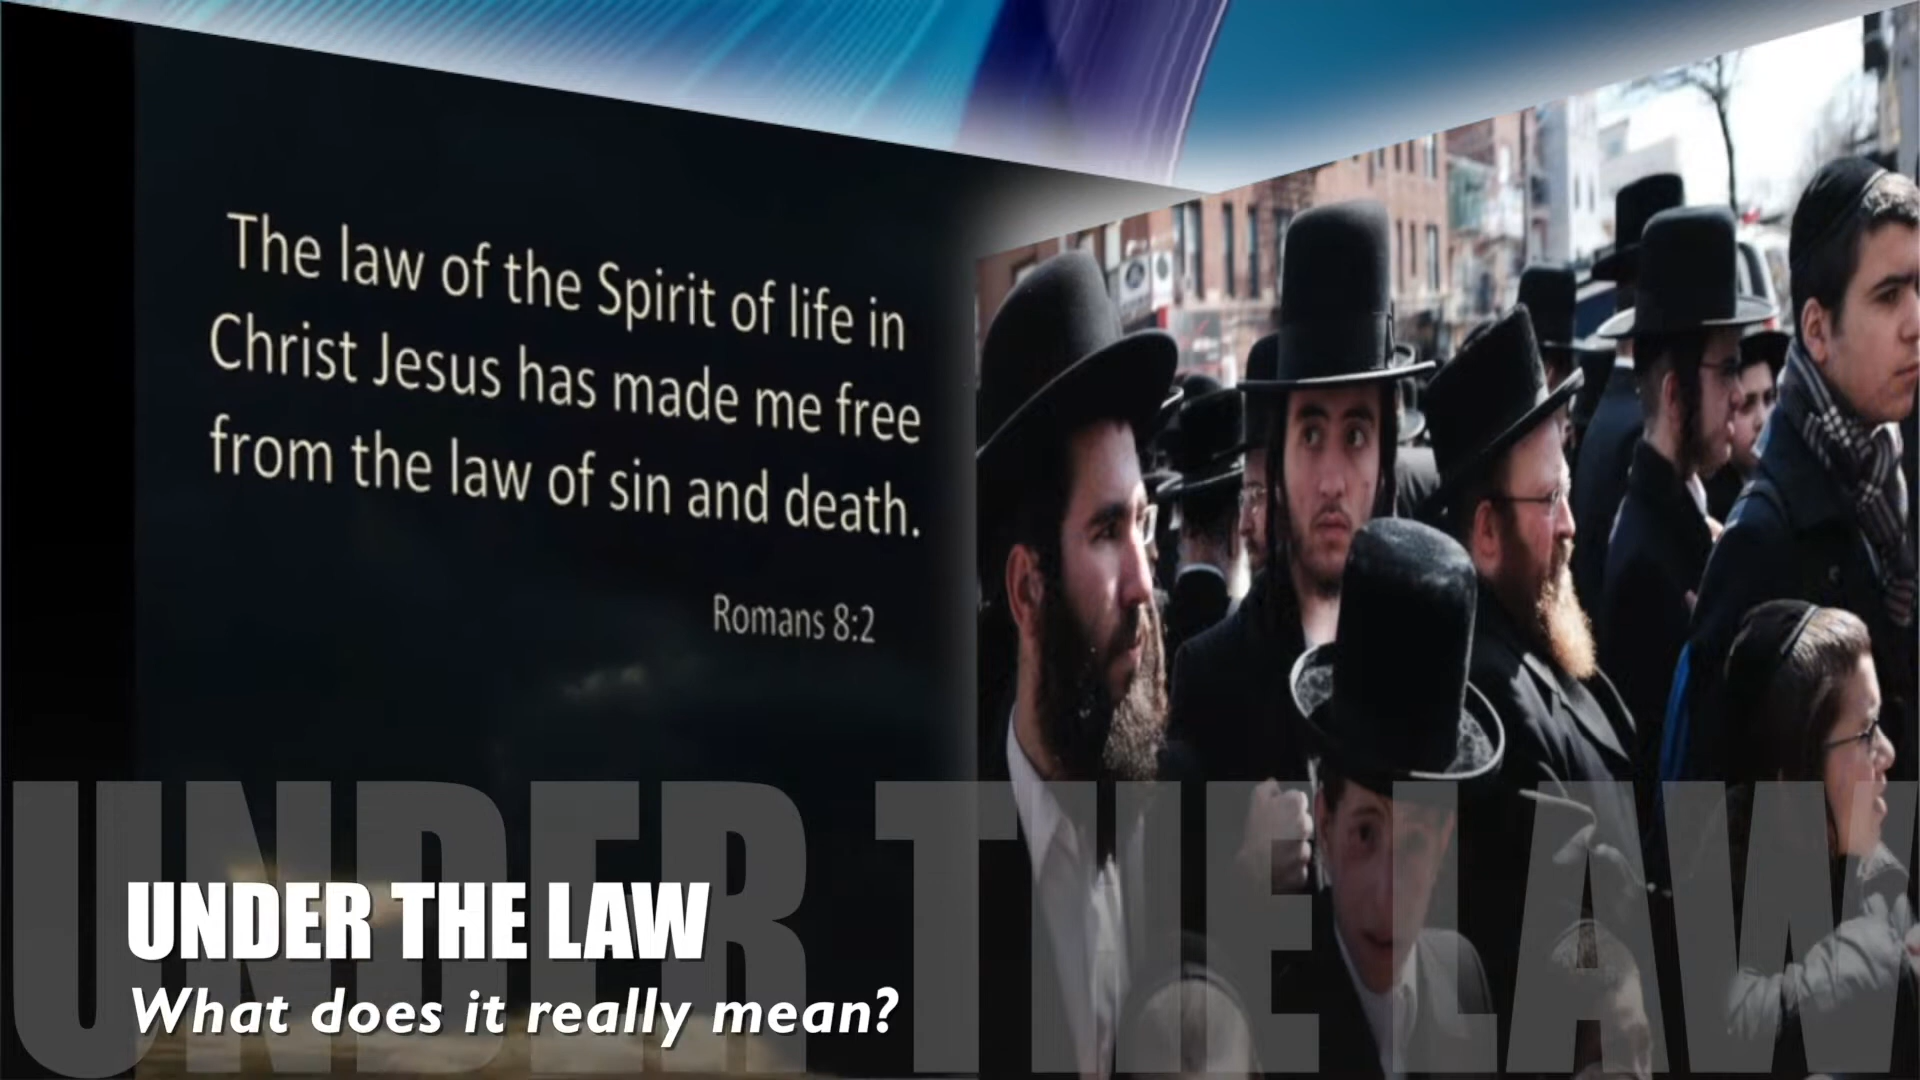 The law of the Spirit of life in
Christ Jesus has made me free
from the law of sin and death.
Romans 8:2
UNDER THE LAW
UNDER THE LAW
What does it really mean?